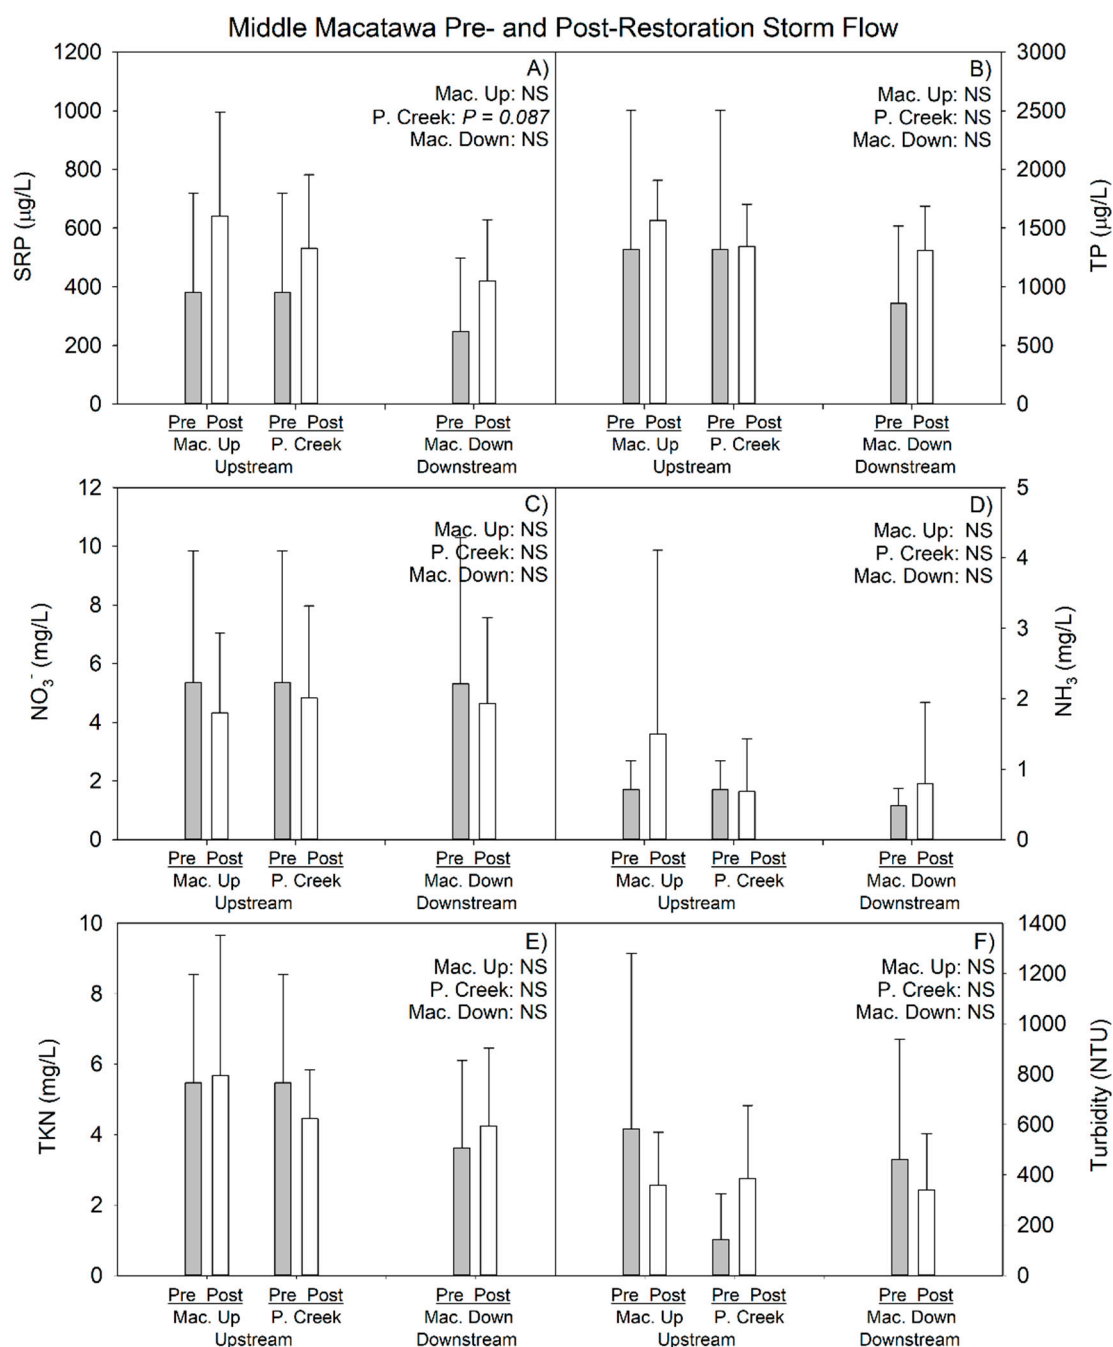 Middle Macatawa Pre- and Post-Restoration Storm Flow
A)
Mac. Up: NS
P. Creek: P = 0.087
Mac. Down: NS
SRP (µg/L)
1200
1000
800
600
400
200
0
Pre Post Pre Post Pre Post
Mac. Up P. Creek Mac. Down
Upstream Downstream
B)
Mac. Up: NS
P. Creek: NS
Mac. Down: NS
TP (µg/L)
3000
2500
2000
1500
1000
500
0
Pre Post Pre Post Pre Post
Mac. Up P. Creek Mac. Down
Upstream Downstream
C)
Mac. Up: NS
P. Creek: NS
Mac. Down: NS
NO₃⁻ (mg/L)
12
10
8
6
4
2
0
Pre Post Pre Post Pre Post
Mac. Up P. Creek Mac. Down
Upstream Downstream
D)
Mac. Up: NS
P. Creek: NS
Mac. Down: NS
NH₃ (mg/L)
5
4
3
2
1
0
Pre Post Pre Post Pre Post
Mac. Up P. Creek Mac. Down
Upstream Downstream
E)
Mac. Up: NS
P. Creek: NS
Mac. Down: NS
TKN (mg/L)
10
8
6
4
2
0
Pre Post Pre Post Pre Post
Mac. Up P. Creek Mac. Down
Upstream Downstream
F)
Mac. Up: NS
P. Creek: NS
Mac. Down: NS
Turbidity (NTU)
1400
1200
1000
800
600
400
200
0
Pre Post Pre Post Pre Post
Mac. Up P. Creek Mac. Down
Upstream Downstream